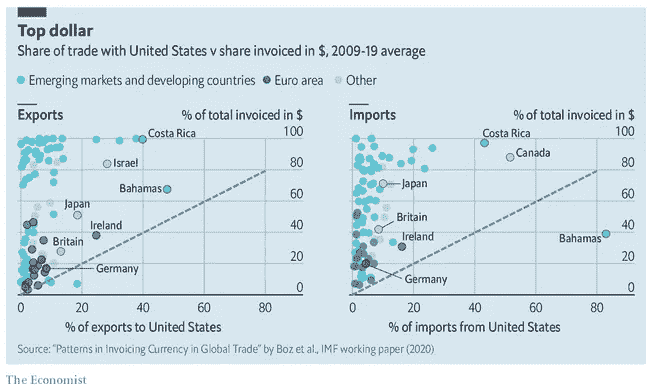 Top dollar
Share of trade with United States v share invoiced in $, 2009-19 average
Emerging markets and developing countries Euro area Other
Exports % of total invoiced in $
Costa Rica 100
Israel 80
Bahamas
Japan 60
Ireland 40
Britain 20
Germany
0
0 20 40 60 80
% of exports to United States
Imports % of total invoiced in $
Costa Rica 100
Canada
Japan 80
60
Britain
Ireland 40
Bahamas
20
Germany
0
0 20 40 60 80
% of imports from United States
Source: "Patterns in Invoicing Currency in Global Trade" by Boz et al., IMF working paper (2020)
The Economist